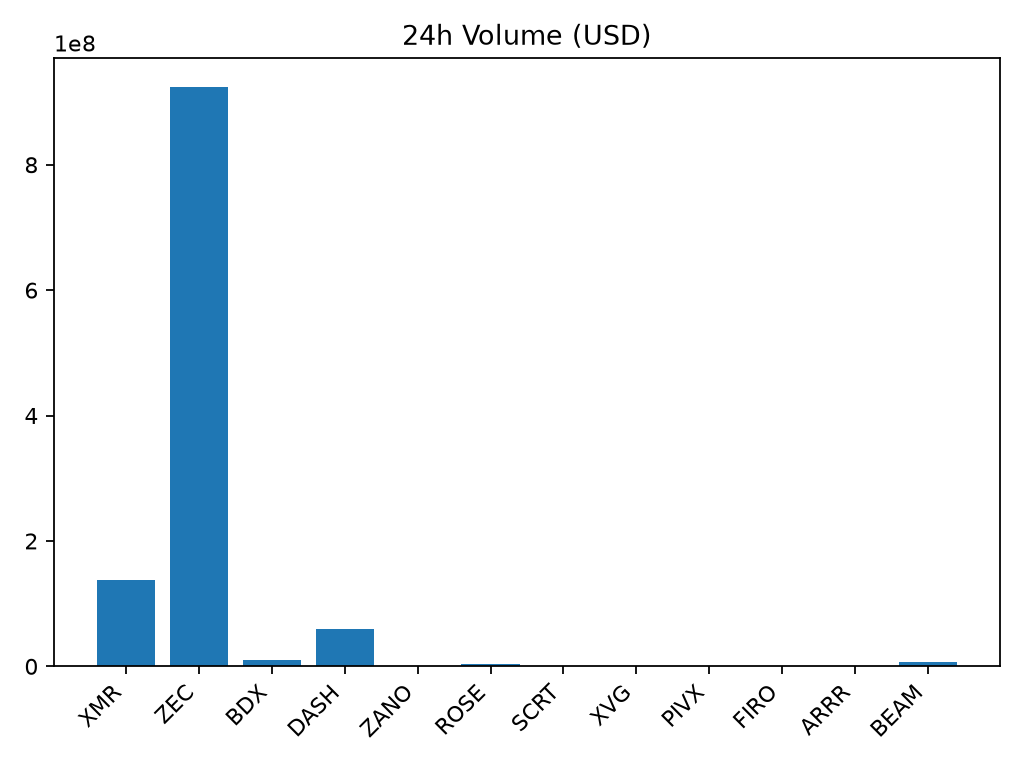 24h Volume (USD)
1e8
8
6
4
2
0
XMR
ZEC
BDX
DASH
ZANO
ROSE
SCRT
XVG
PIVX
FIRO
ARRR
BEAM